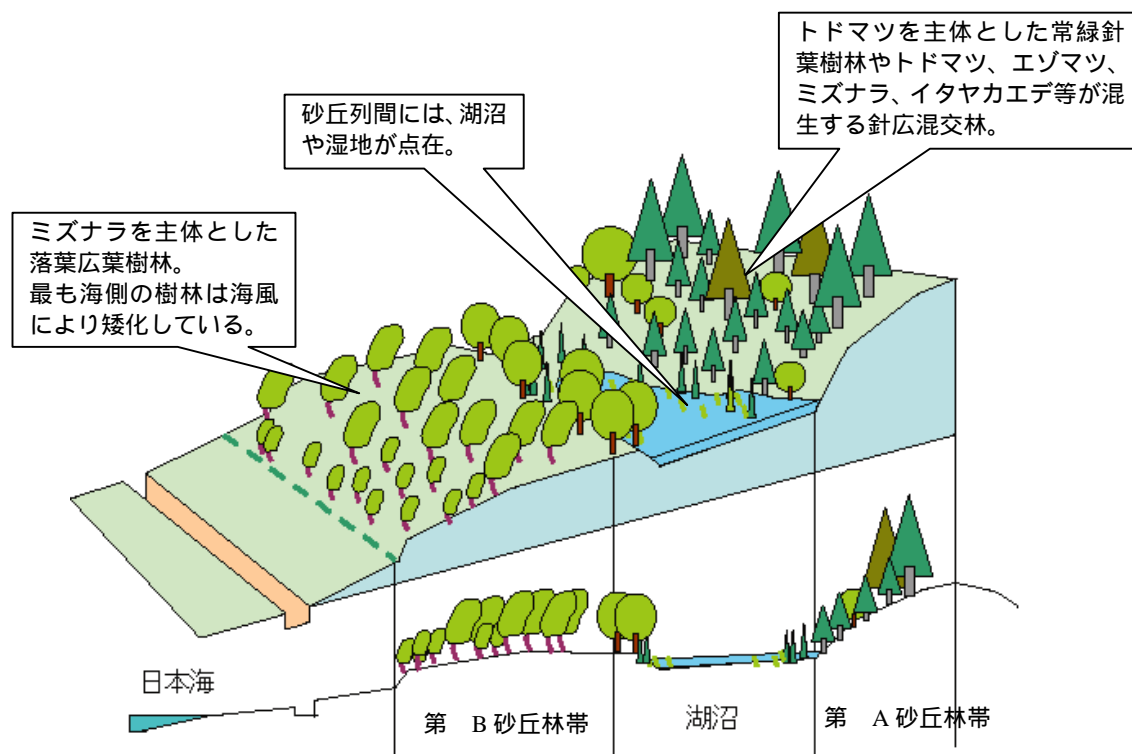 トドマツを主体とした常緑針
葉樹林やトドマツ、エゾマツ、
ミズナラ、イタヤカエデ等が混
生する針広混交林。
砂丘列間には、湖沼
や湿地が点在。
ミズナラを主体とした
落葉広葉樹林。
最も海側の樹林は海風
により矮化している。
日本海
第 B砂丘林帯
湖沼
第 A砂丘林帯